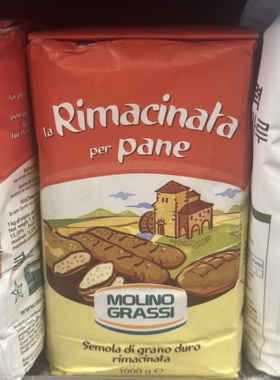 la Rimacinata
per pane
MOLINO
GRASSI
Semola di grano duro
rimacinata
1000 g e